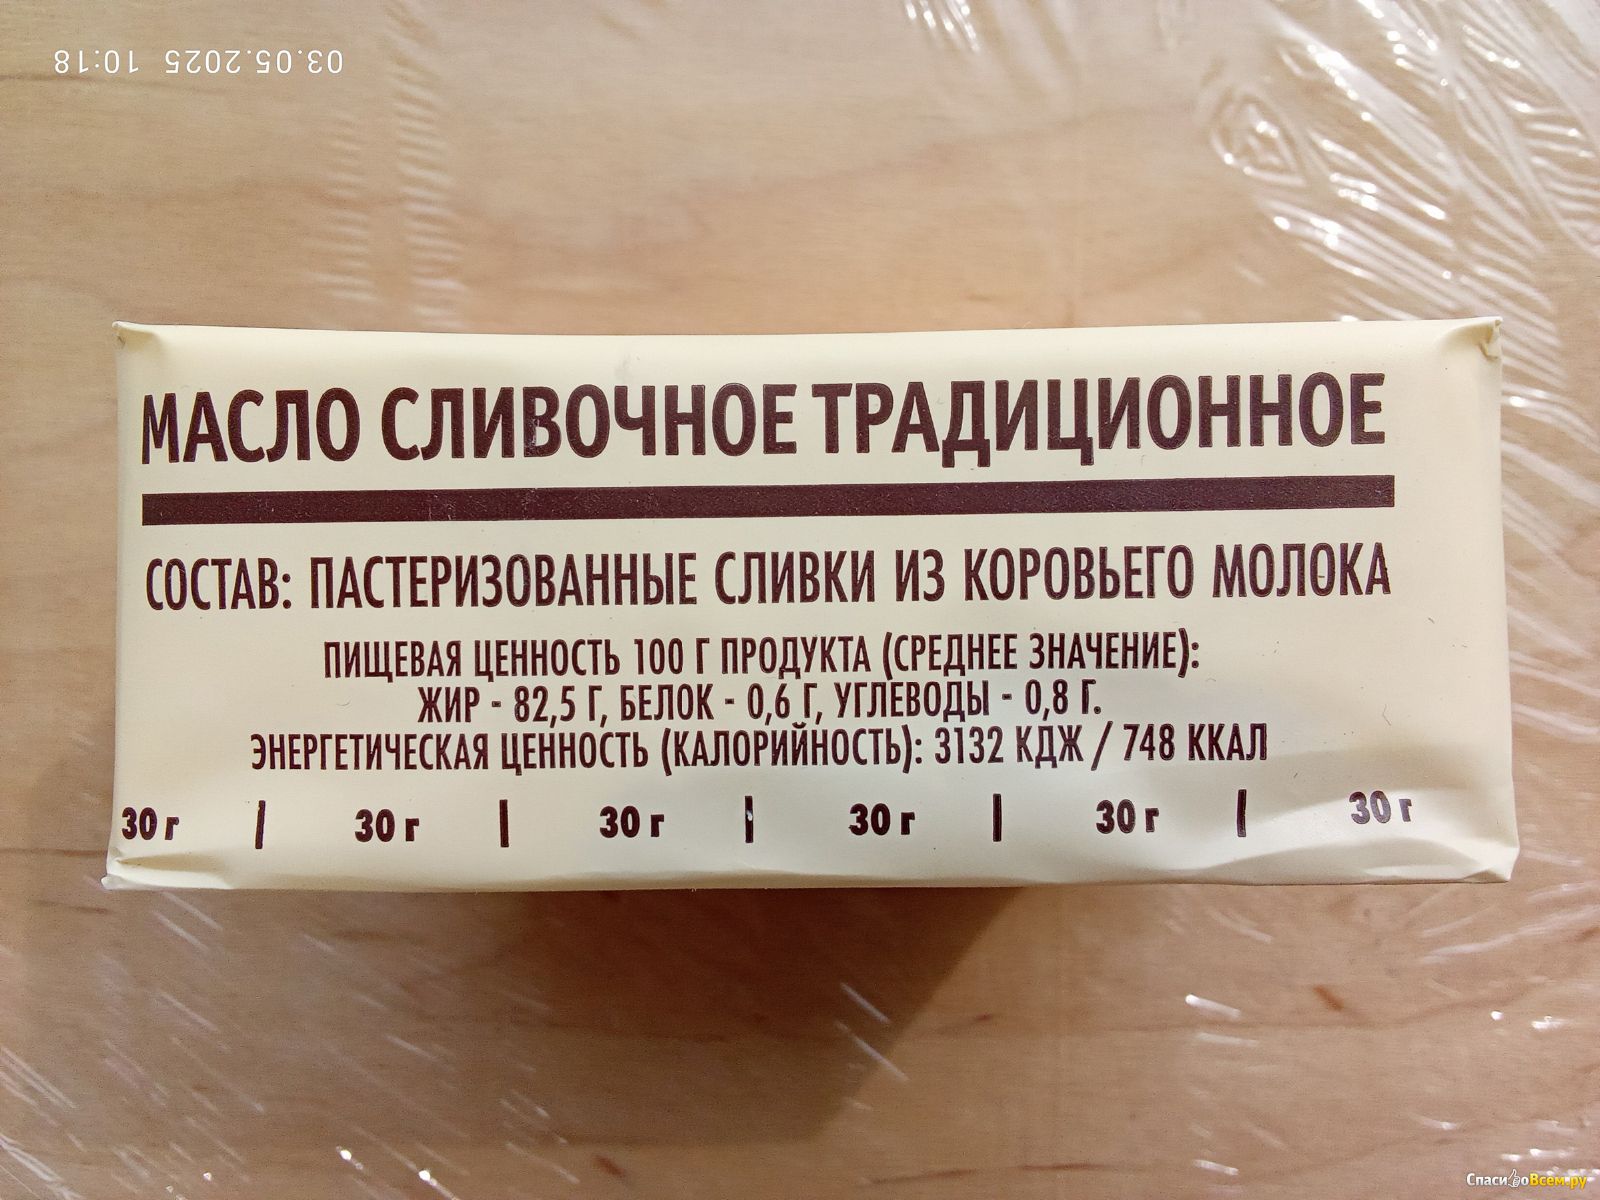 03.05.2025 10:18
МАСЛО СЛИВОЧНОЕ ТРАДИЦИОННОЕ
СОСТАВ: ПАСТЕРИЗОВАННЫЕ СЛИВКИ ИЗ КОРОВЬЕГО МОЛОКА
ПИЩЕВАЯ ЦЕННОСТЬ 100 Г ПРОДУКТА (СРЕДНЕЕ ЗНАЧЕНИЕ):
ЖИР - 82,5 Г, БЕЛОК - 0,6 Г, УГЛЕВОДЫ - 0,8 Г.
ЭНЕРГЕТИЧЕСКАЯ ЦЕННОСТЬ (КАЛОРИЙНОСТЬ): 3132 КДЖ / 748 ККАЛ
30 г | 30 г | 30 г | 30 г | 30 г | 30 г
СпасибоВсем.ру